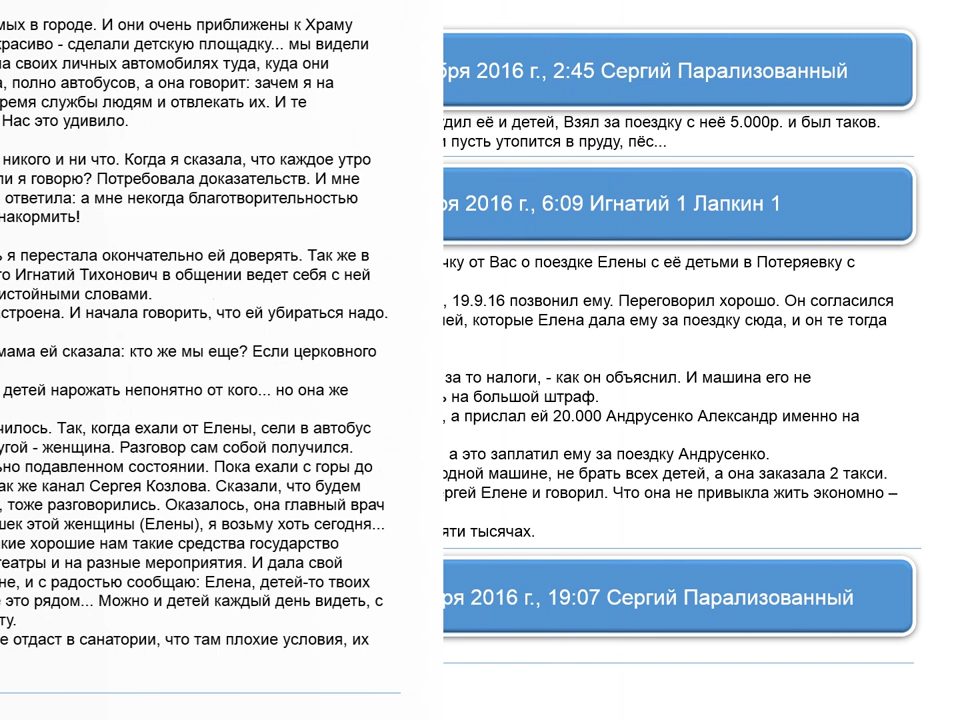 мых в городе. И они очень приближены к Храму
красиво - сделали детскую площадку... мы видели
на своих личных автомобилях туда, куда они
, полно автобусов, а она говорит: зачем я на
ремя службы людям и отвлекать их. И те
Нас это удивило.
никого и ни что. Когда я сказала, что каждое утро
ли я говорю? Потребовала доказательств. И мне
ответила: а мне некогда благотворительностью
накормить!
ь я перестала окончательно ей доверять. Так же в
то Игнатий Тихонович в общении ведет себя с ней
истойными словами.
астроена. И начала говорить, что ей убираться надо.
мама ей сказала: кто же мы еще? Если церковного
детей нарожать непонятно от кого... но она же
чилось. Так, когда ехали от Елены, сели в автобус
угой - женщина. Разговор сам собой получился.
ьно подавленном состоянии. Пока ехали с горы до
ак же канал Сергея Козлова. Сказали, что будем
, тоже разговорились. Оказалось, она главный врач
шек этой женщины (Елены), я возьму хоть сегодня...
кие хорошие нам такие средства государство
театры и на разные мероприятия. И дала свой
не, и с радостью сообщаю: Елена, детей-то твоих
е это рядом... Можно и детей каждый день видеть, с
ту.
е отдаст в санатории, что там плохие условия, их
бря 2016 г., 2:45 Сергий Парализованный
удил её и детей, Взял за поездку с неё 5.000р. и был таков.
и пусть утопится в пруду, пёс...
ря 2016 г., 6:09 Игнатий 1 Лапкин 1
чку от Вас о поездке Елены с её детьми в Потеряевку с
, 19.9.16 позвонил ему. Переговорил хорошо. Он согласился
лей, которые Елена дала ему за поездку сюда, и он те тогда
за то налоги, - как он объяснил. И машина его не
ь на большой штраф.
, а прислал ей 20.000 Андрусенко Александр именно на
а это заплатил ему за поездку Андрусенко.
одной машине, не брать всех детей, а она заказала 2 такси.
ергей Елене и говорил. Что она не привыкла жить экономно –
яти тысячах.
ря 2016 г., 19:07 Сергий Парализованный